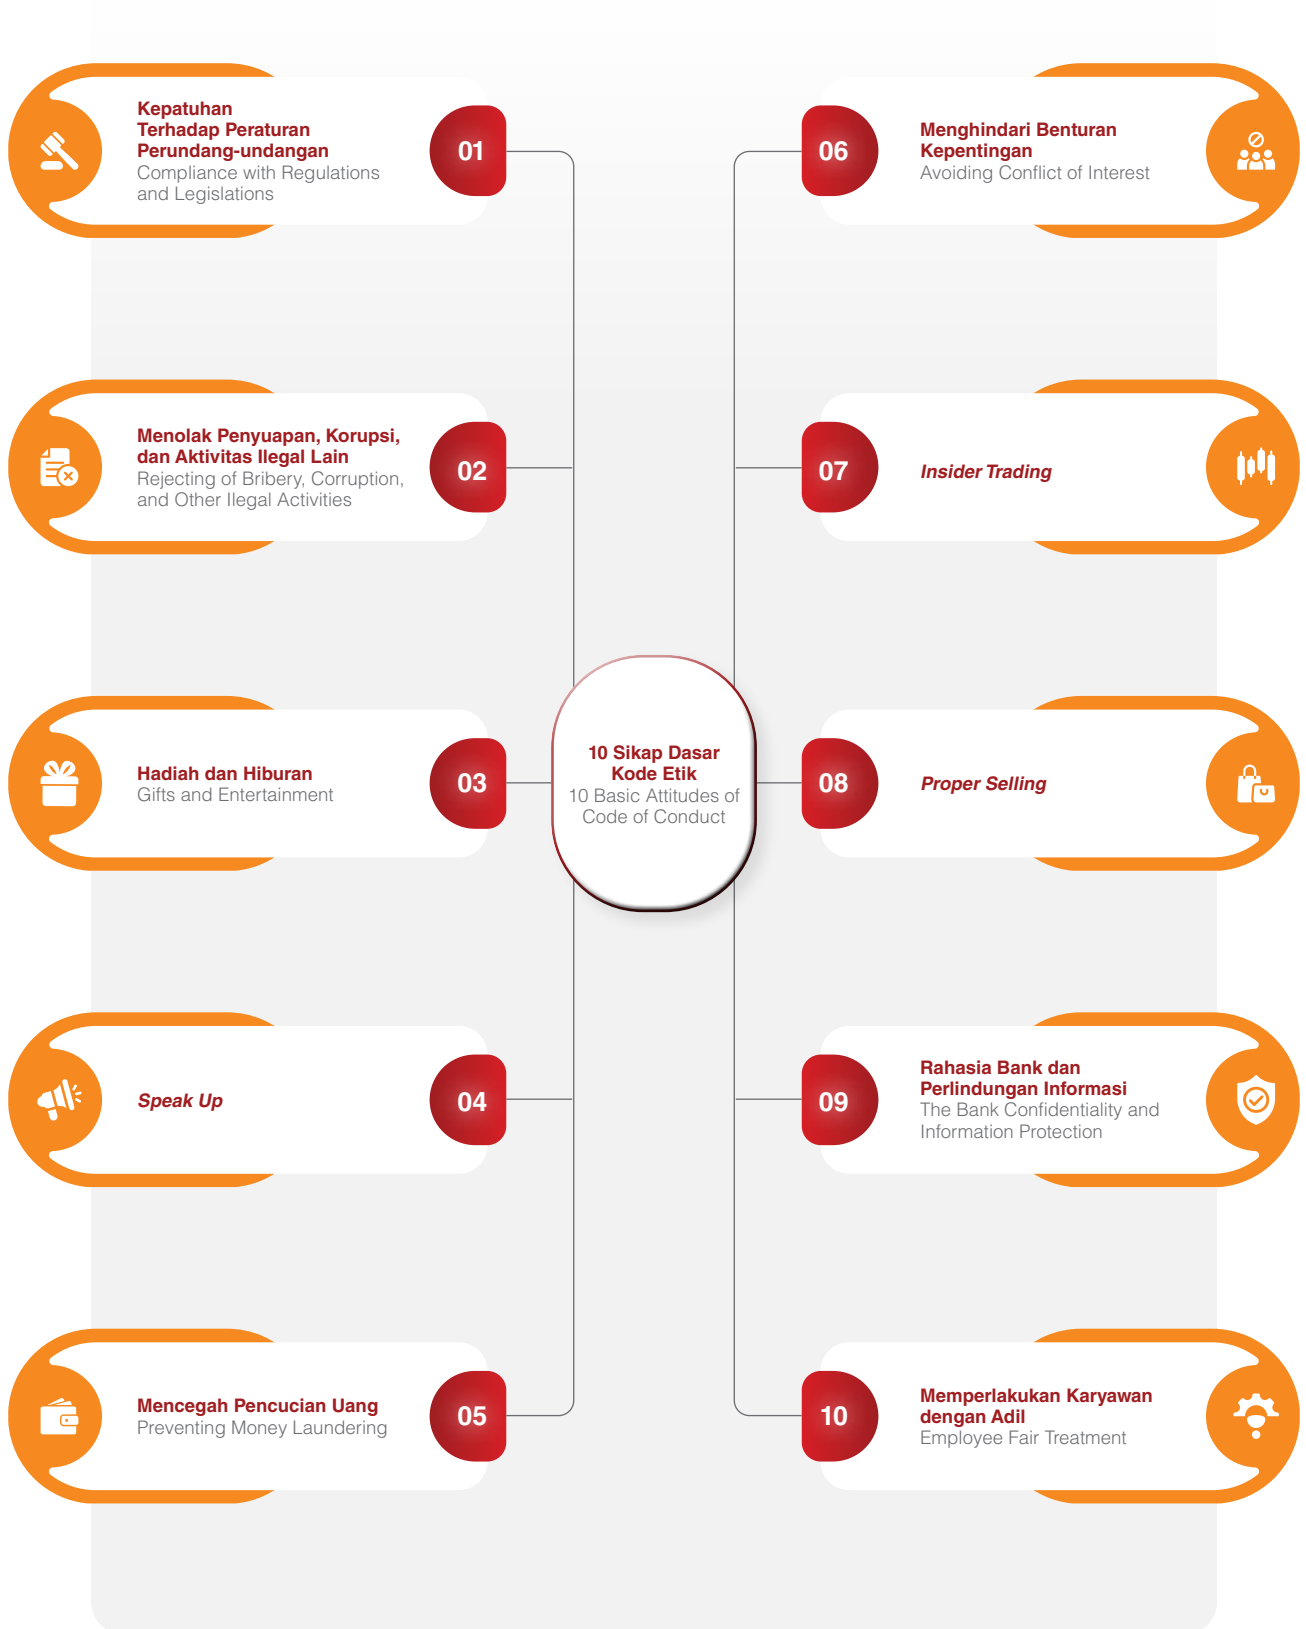 Kepatuhan
Terhadap Peraturan
Perundang-undangan
Compliance with Regulations
and Legislations
01
Menolak Penyuapan, Korupsi,
dan Aktivitas Ilegal Lain
Rejecting of Bribery, Corruption,
and Other Ilegal Activities
02
Hadiah dan Hiburan
Gifts and Entertainment
03
Speak Up
04
Mencegah Pencucian Uang
Preventing Money Laundering
05
10 Sikap Dasar
Kode Etik
10 Basic Attitudes of
Code of Conduct
06
Menghindari Benturan
Kepentingan
Avoiding Conflict of Interest
07
Insider Trading
08
Proper Selling
09
Rahasia Bank dan
Perlindungan Informasi
The Bank Confidentiality and
Information Protection
10
Memperlakukan Karyawan
dengan Adil
Employee Fair Treatment